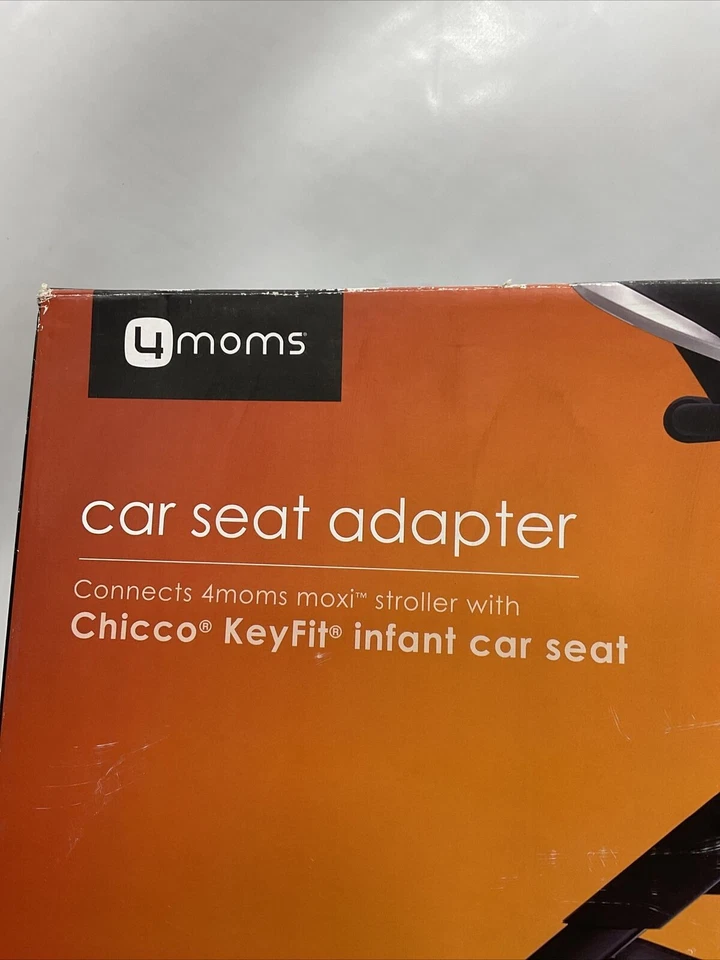 4moms
car seat adapter
Connects 4moms moxi™ stroller with
Chicco® KeyFit® infant car seat